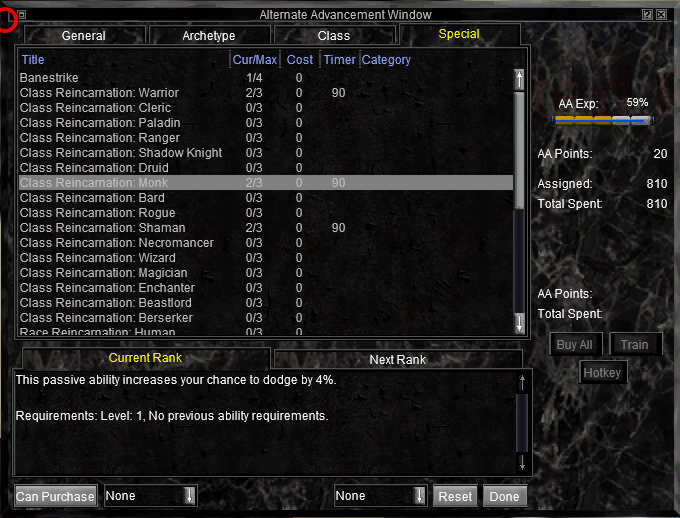 Alternate Advancement Window
General Archetype Class Special
Title Cur/Max Cost Timer Category
Banestrike 1/4 0
Class Reincarnation: Warrior 2/3 0 90
Class Reincarnation: Cleric 0/3 0
Class Reincarnation: Paladin 0/3 0
Class Reincarnation: Ranger 0/3 0
Class Reincarnation: Shadow Knight 0/3 0
Class Reincarnation: Druid 0/3 0
Class Reincarnation: Monk 2/3 0 90
Class Reincarnation: Bard 0/3 0
Class Reincarnation: Rogue 0/3 0
Class Reincarnation: Shaman 2/3 0 90
Class Reincarnation: Necromancer 0/3 0
Class Reincarnation: Wizard 0/3 0
Class Reincarnation: Magician 0/3 0
Class Reincarnation: Enchanter 0/3 0
Class Reincarnation: Beastlord 0/3 0
Class Reincarnation: Berserker 0/3 0
Race Reincarnation: Human 0/3 0
AA Exp: 59%
AA Points: 20
Assigned: 810
Total Spent: 810
AA Points:
Total Spent:
Buy All Train
Hotkey
Current Rank Next Rank
This passive ability increases your chance to dodge by 4%.
Requirements: Level: 1, No previous ability requirements.
Can Purchase None None Reset Done